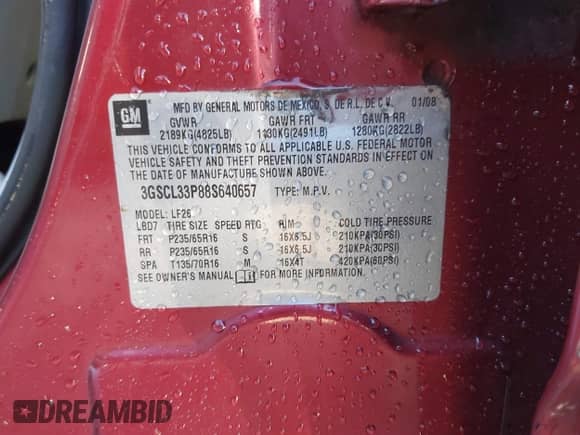 GM
MFD BY GENERAL MOTORS DE MEXICO, S. DE R.L. DE C.V. 01/08
GVWR GAWR FRT GAWR RR
2189KG(4825LB) 1130KG(2491LB) 1280KG(2822LB)
THIS VEHICLE CONFORMS TO ALL APPLICABLE U.S. FEDERAL MOTOR
VEHICLE SAFETY AND THEFT PREVENTION STANDARDS IN EFFECT ON
THE DATE OF MANUFACTURE SHOWN ABOVE.
3GSCL33P88S640657 TYPE: M.P.V.
MODEL: LF26
LBD7 TIRE SIZE SPEED RTG RIM COLD TIRE PRESSURE
FRT P235/65R16 S 16X6.5J 210KPA(30PSI)
RR P235/65R16 S 16X6.5J 210KPA(30PSI)
SPA T135/70R16 M 16X4T 420KPA(60PSI)
SEE OWNER'S MANUAL
DREAMBID